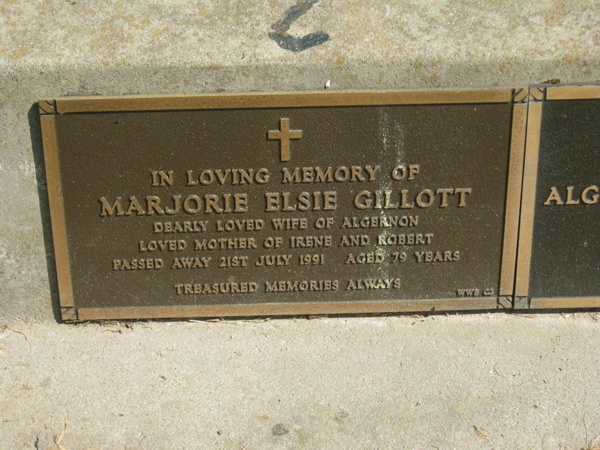 IN LOVING MEMORY OF
MARJORIE ELSIE GILLOTT
DEARLY LOVED WIFE OF ALGERNON
LOVED MOTHER OF IRENE AND ROBERT
PASSED AWAY 21ST JULY 1991 AGED 79 YEARS
TREASURED MEMORIES ALWAYS
ALG